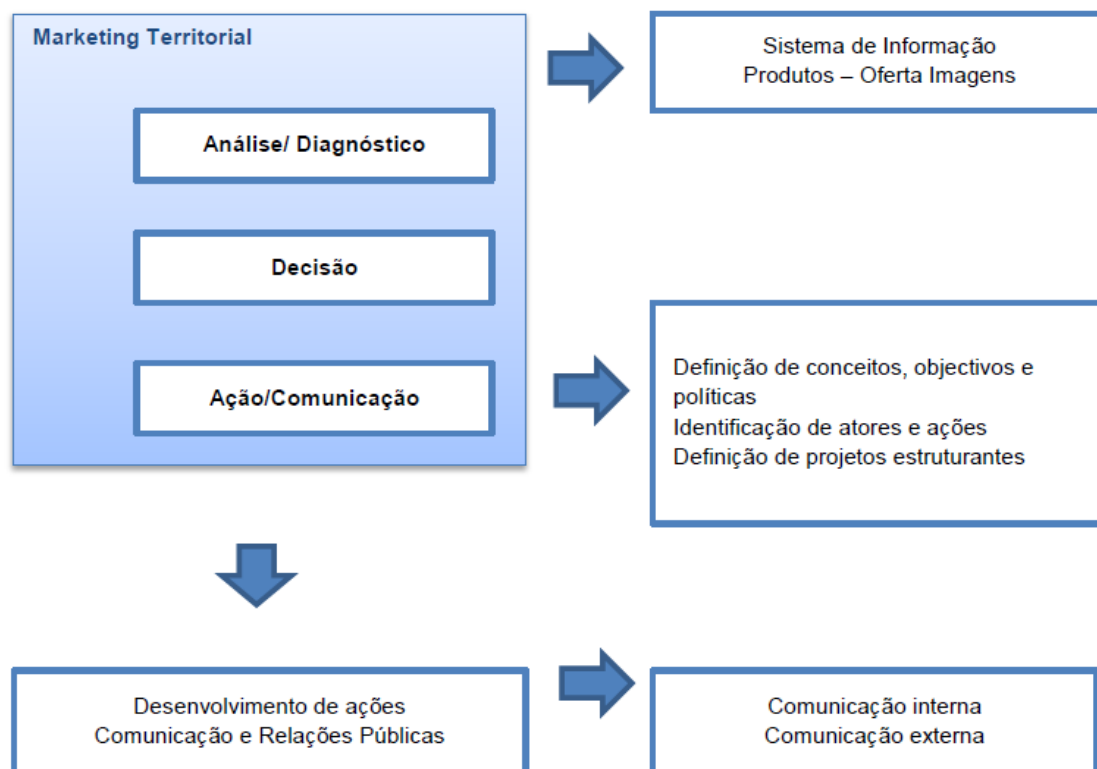 Marketing Territorial
Sistema de Informação
Produtos – Oferta Imagens
Análise/ Diagnóstico
Decisão
Ação/Comunicação
Definição de conceitos, objectivos e
políticas
Identificação de atores e ações
Definição de projetos estruturantes
Desenvolvimento de ações
Comunicação e Relações Públicas
Comunicação interna
Comunicação externa